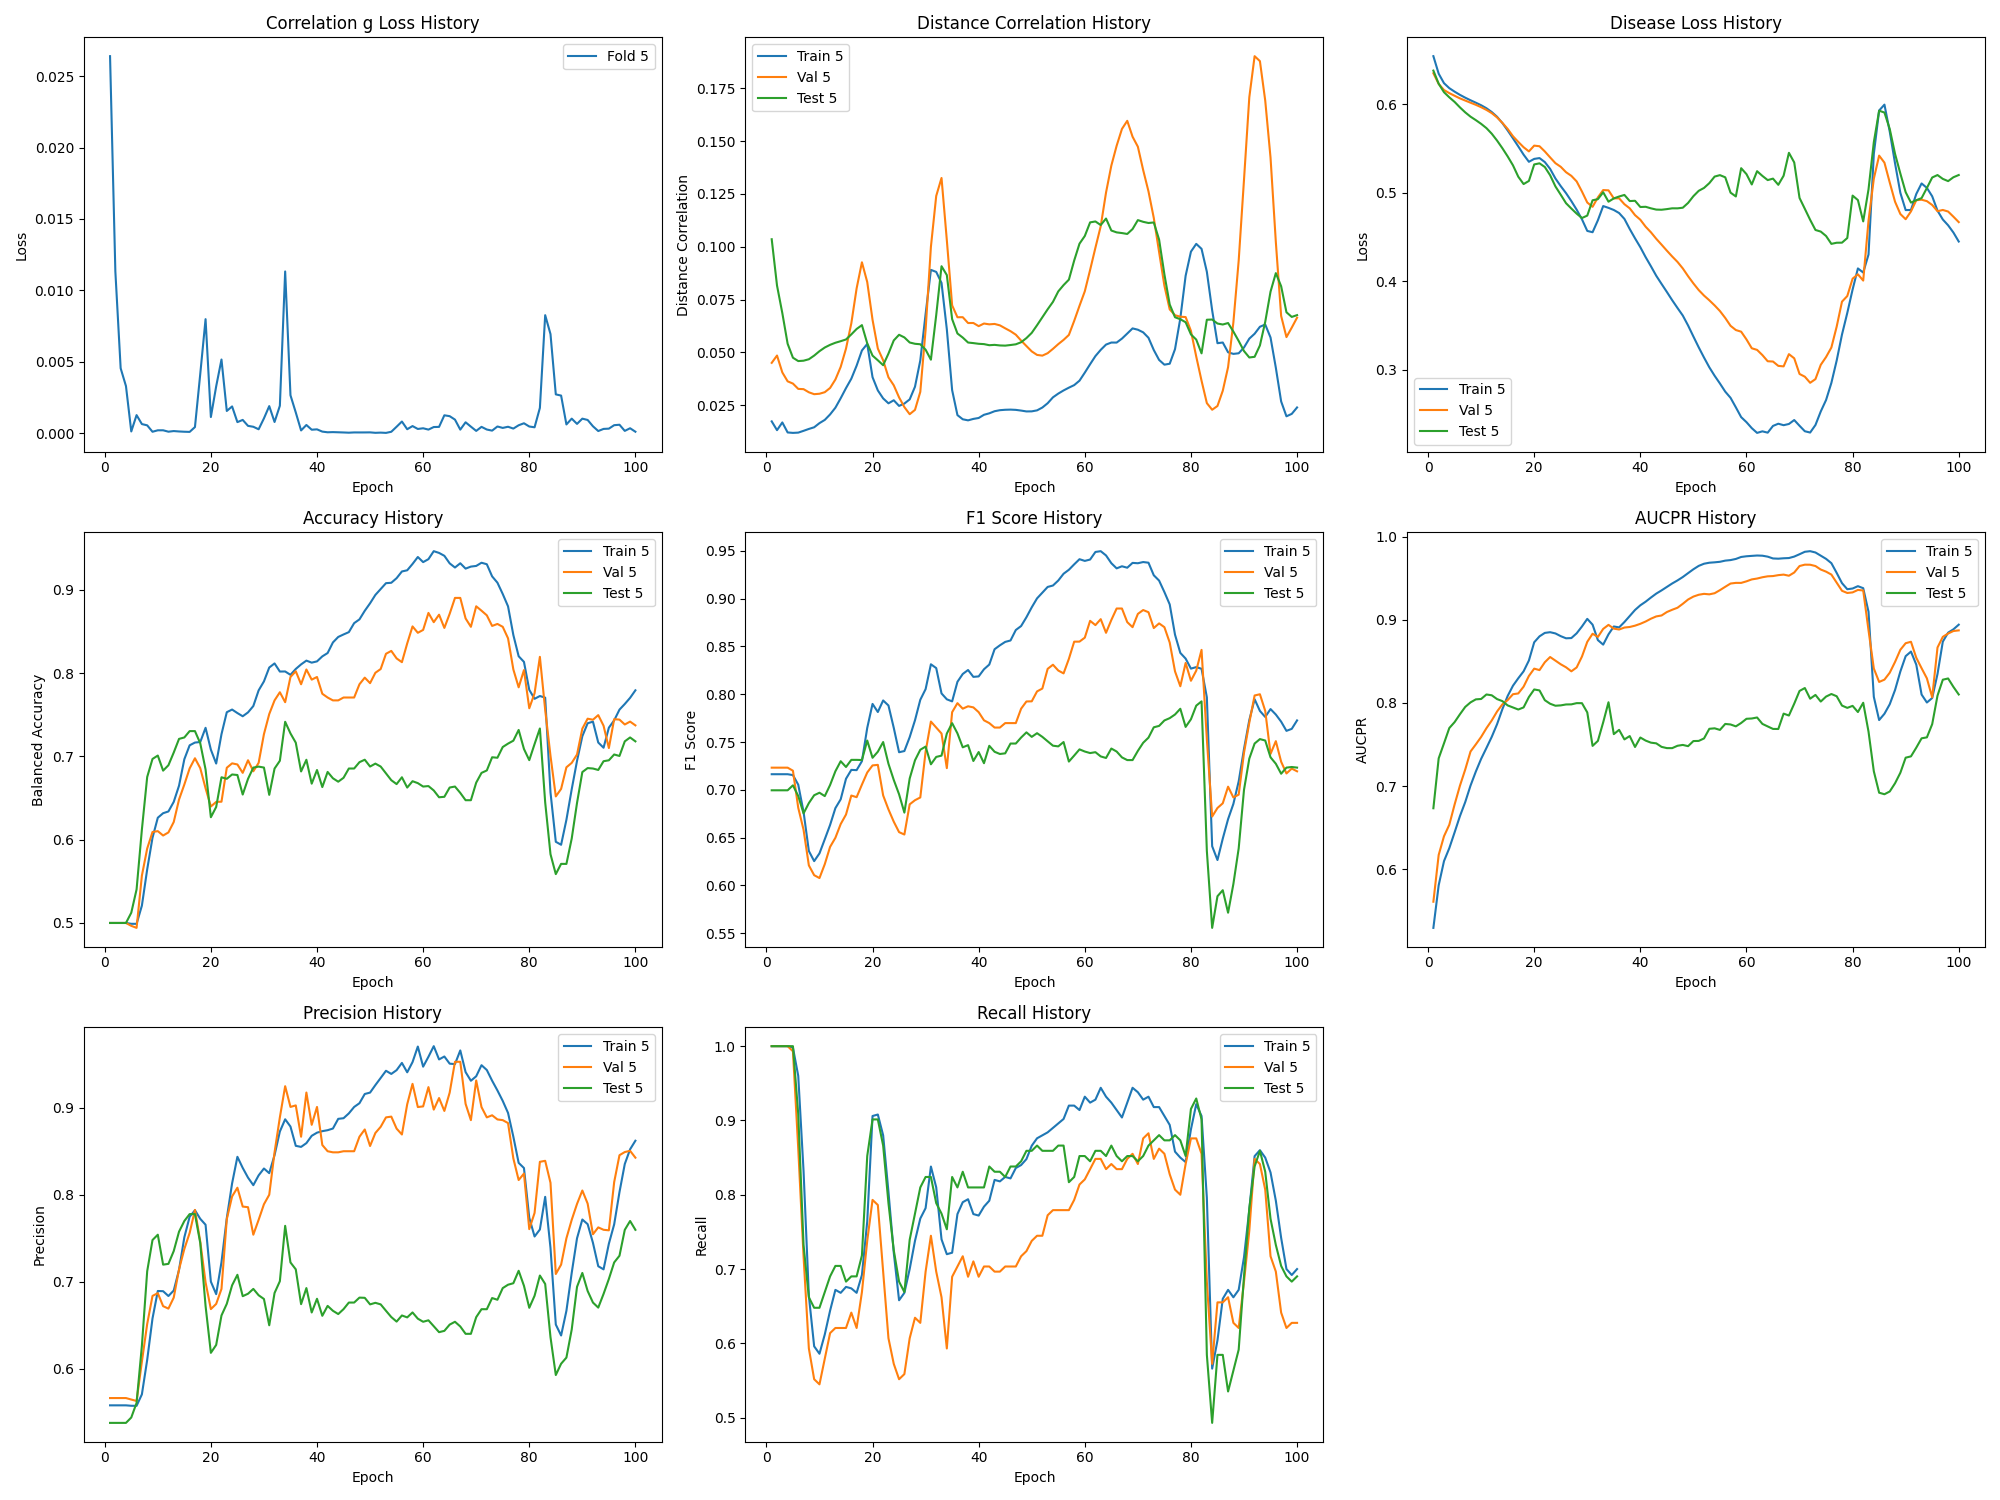 Correlation g Loss History
Fold 5
0.025
0.020
0.015
0.010
0.005
0.000
Loss
0 20 40 60 80 100
Epoch
Distance Correlation History
Train 5
Val 5
Test 5
0.175
0.150
0.125
0.100
0.075
0.050
0.025
Distance Correlation
0 20 40 60 80 100
Epoch
Disease Loss History
0.6
0.5
0.4
0.3
Loss
Train 5
Val 5
Test 5
0 20 40 60 80 100
Epoch
Accuracy History
Train 5
Val 5
Test 5
0.9
0.8
0.7
0.6
0.5
Balanced Accuracy
0 20 40 60 80 100
Epoch
F1 Score History
Train 5
Val 5
Test 5
0.95
0.90
0.85
0.80
0.75
0.70
0.65
0.60
0.55
F1 Score
0 20 40 60 80 100
Epoch
AUCPR History
Train 5
Val 5
Test 5
1.0
0.9
0.8
0.7
0.6
AUCPR
0 20 40 60 80 100
Epoch
Precision History
Train 5
Val 5
Test 5
0.9
0.8
0.7
0.6
Precision
0 20 40 60 80 100
Epoch
Recall History
Train 5
Val 5
Test 5
1.0
0.9
0.8
0.7
0.6
0.5
Recall
0 20 40 60 80 100
Epoch